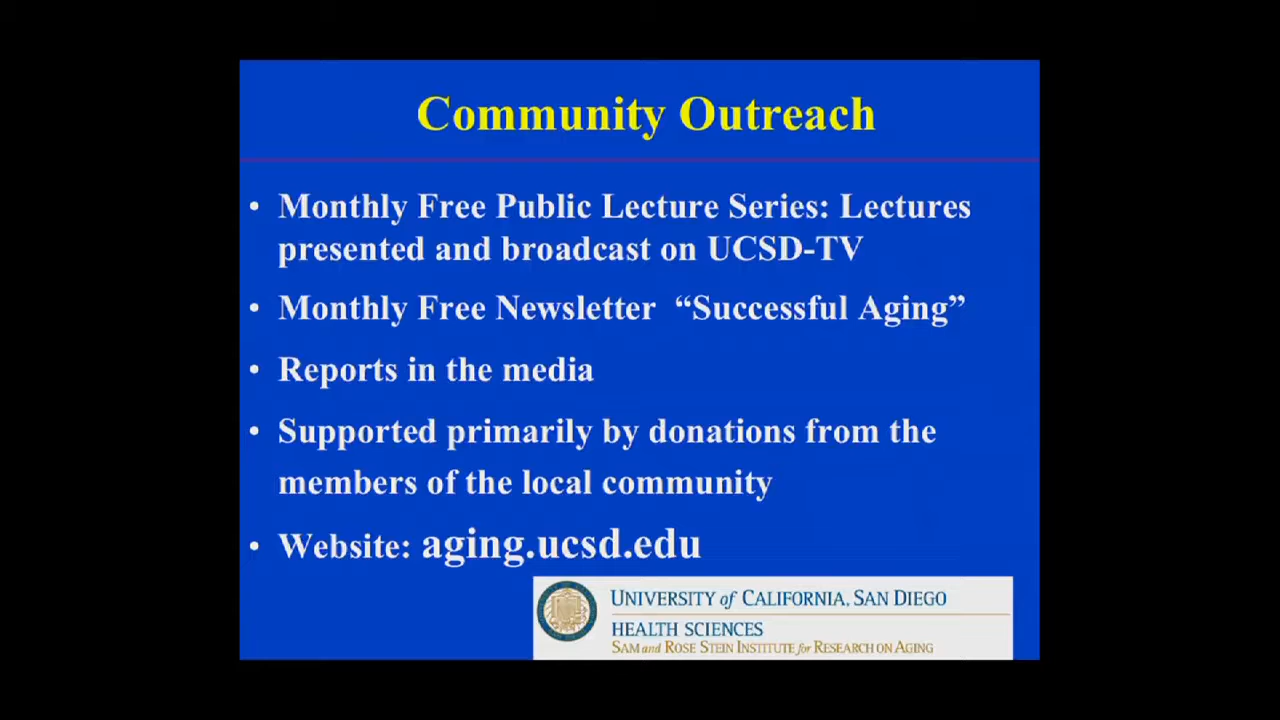 Community Outreach
• Monthly Free Public Lecture Series: Lectures
presented and broadcast on UCSD-TV
• Monthly Free Newsletter “Successful Aging”
• Reports in the media
• Supported primarily by donations from the
members of the local community
• Website: aging.ucsd.edu
UNIVERSITY of CALIFORNIA, SAN DIEGO
HEALTH SCIENCES
SAM and ROSE STEIN INSTITUTE for RESEARCH ON AGING